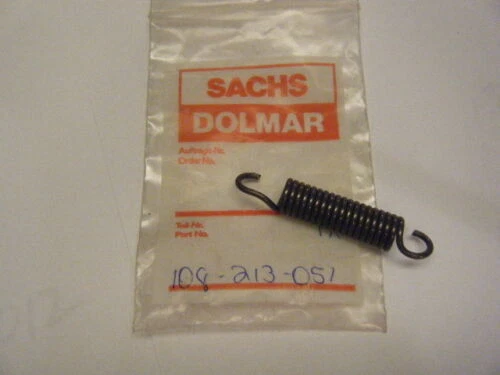 SACHS
DOLMAR
Auftrags-Nr.
Order No.
Teil-Nr.
Part No.
108-213-051